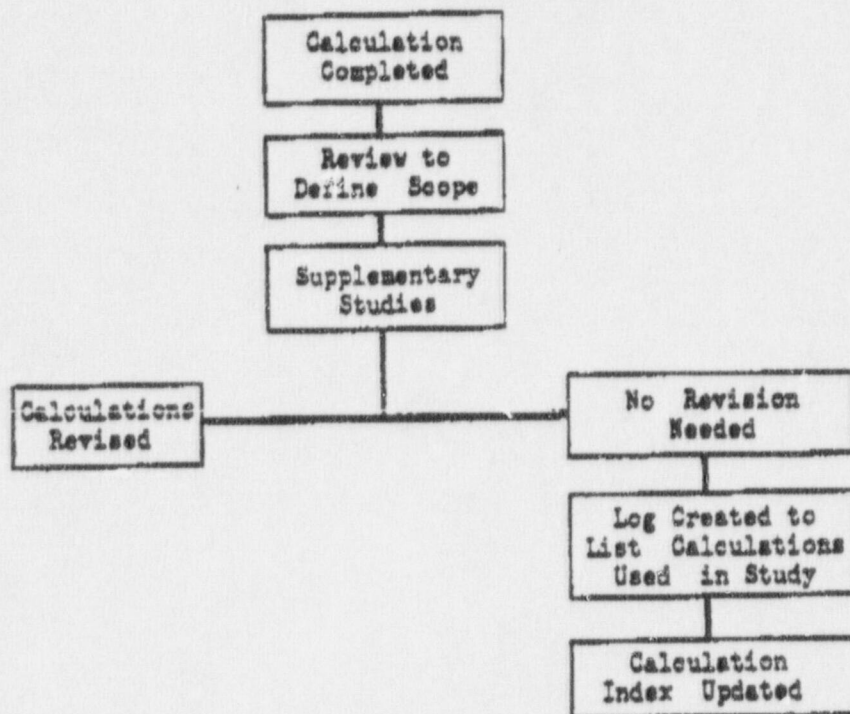 Calculation
Completed
Review to
Define Scope
Supplementary
Studies
Calculations
Revised
No Revision
Needed
Log Created to
List Calculations
Used in Study
Calculation
Index Updated